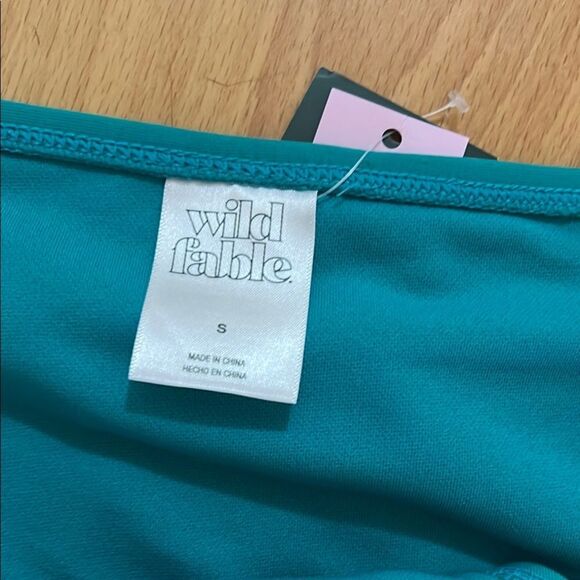 wild
fable.
S
MADE IN CHINA
HECHO EN CHINA